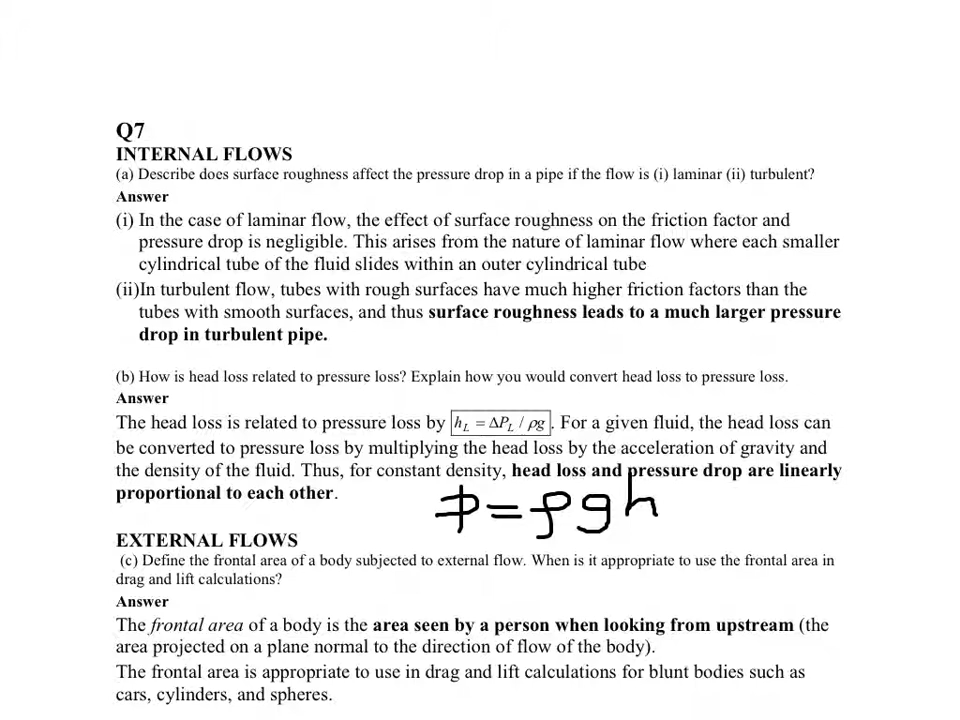 Q7
INTERNAL FLOWS
(a) Describe does surface roughness affect the pressure drop in a pipe if the flow is (i) laminar (ii) turbulent?
Answer
(i) In the case of laminar flow, the effect of surface roughness on the friction factor and
pressure drop is negligible. This arises from the nature of laminar flow where each smaller
cylindrical tube of the fluid slides within an outer cylindrical tube
(ii)In turbulent flow, tubes with rough surfaces have much higher friction factors than the
tubes with smooth surfaces, and thus surface roughness leads to a much larger pressure
drop in turbulent pipe.
(b) How is head loss related to pressure loss? Explain how you would convert head loss to pressure loss.
Answer
The head loss is related to pressure loss by h_L = ΔP_L / ρg. For a given fluid, the head loss can
be converted to pressure loss by multiplying the head loss by the acceleration of gravity and
the density of the fluid. Thus, for constant density, head loss and pressure drop are linearly
proportional to each other.
p=ρgh
EXTERNAL FLOWS
(c) Define the frontal area of a body subjected to external flow. When is it appropriate to use the frontal area in
drag and lift calculations?
Answer
The frontal area of a body is the area seen by a person when looking from upstream (the
area projected on a plane normal to the direction of flow of the body).
The frontal area is appropriate to use in drag and lift calculations for blunt bodies such as
cars, cylinders, and spheres.